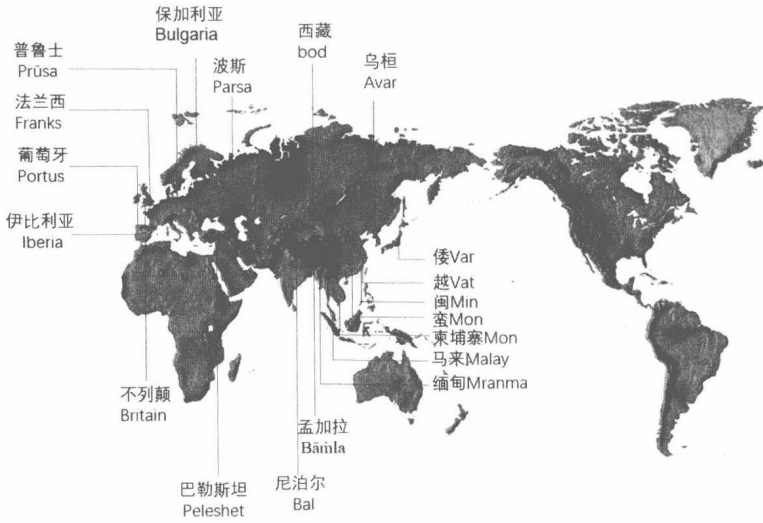 保加利亚
Bulgaria
西藏
bod
乌桓
Avar
普鲁士
Prūsa
波斯
Parsa
法兰西
Franks
葡萄牙
Portus
伊比利亚
Iberia
倭Var
越Vat
闽Min
蛮Mon
柬埔寨Mon
马来Malay
缅甸Mranma
不列颠
Britain
孟加拉
Bāṁla
巴勒斯坦
Peleshet
尼泊尔
Bal